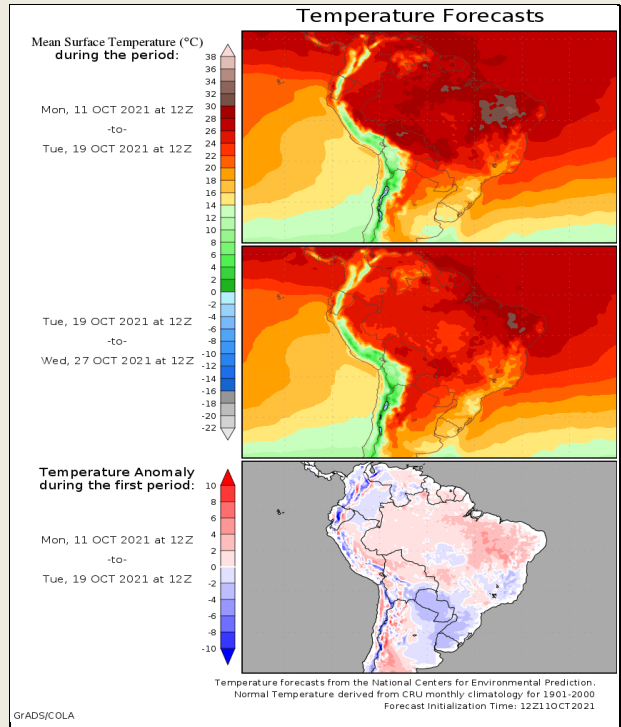 Temperature Forecasts
Mean Surface Temperature (°C)
during the period:
Mon, 11 OCT 2021 at 12Z
-to-
Tue, 19 OCT 2021 at 12Z
38
36
34
32
30
28
26
24
22
20
18
16
14
12
10
8
6
4
2
0
-2
-4
-6
-8
-10
-12
-14
-16
-18
-20
-22
Tue, 19 OCT 2021 at 12Z
-to-
Wed, 27 OCT 2021 at 12Z
Temperature Anomaly
during the first period:
Mon, 11 OCT 2021 at 12Z
-to-
Tue, 19 OCT 2021 at 12Z
10
8
6
4
2
0
-2
-4
-6
-8
-10
Temperature forecasts from the National Centers for Environmental Prediction.
Normal Temperature derived from CRU monthly climatology for 1901-2000
Forecast Initialization Time: 12Z11OCT2021
GrADS/COLA